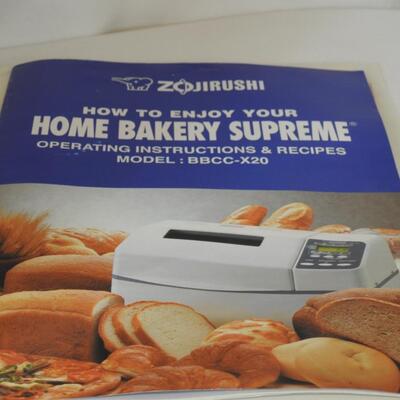 ZOJIRUSHI
HOW TO ENJOY YOUR
HOME BAKERY SUPREME®
OPERATING INSTRUCTIONS & RECIPES
MODEL : BBCC-X20